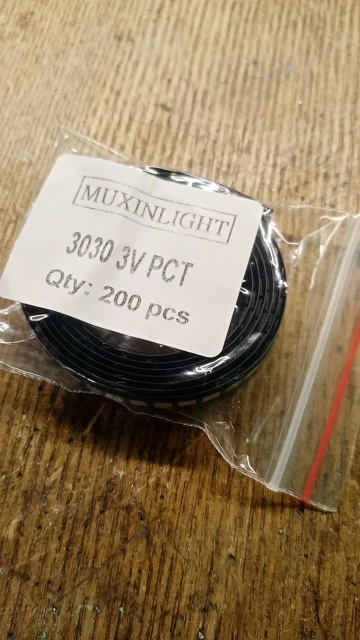 MUXINLIGHT
3030 3V PCT
Qty: 200 pcs